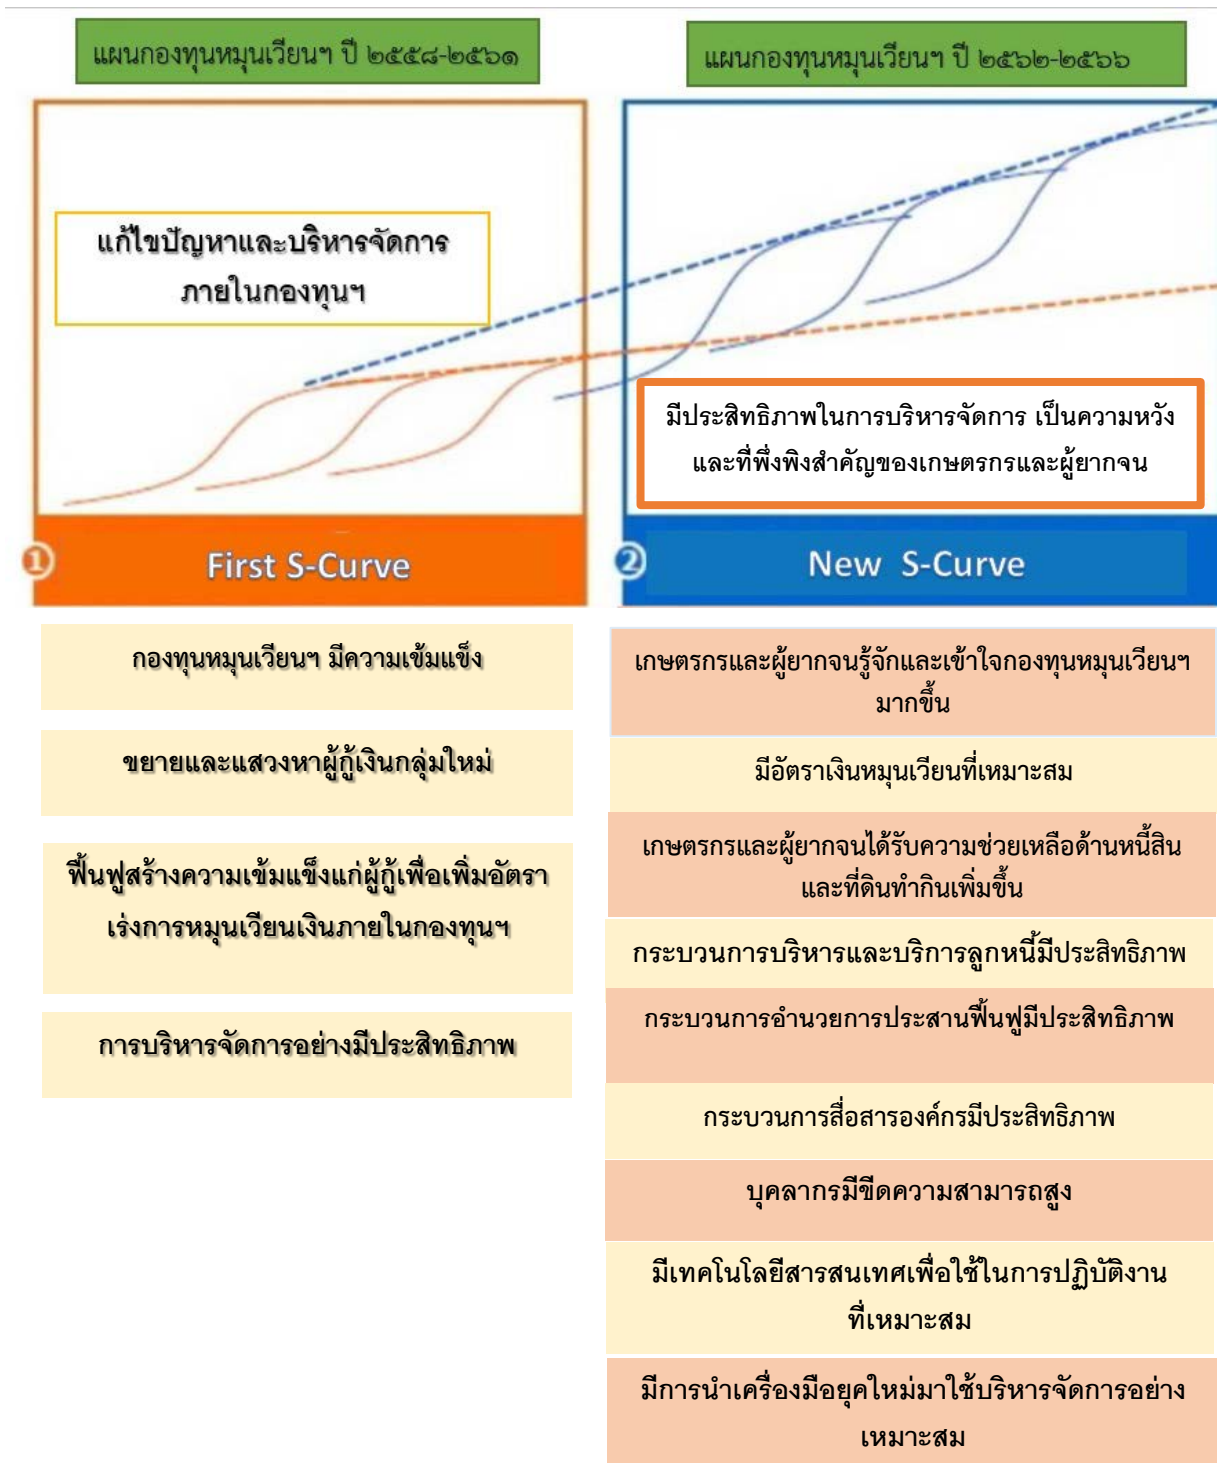 แผนกองทุนหมุนเวียนฯ ปี ๒๕๕๘-๒๕๖๑
แก้ไขปัญหาและบริหารจัดการ
ภายในกองทุนฯ
① First S-Curve
กองทุนหมุนเวียนฯ มีความเข้มแข็ง
ขยายและแสวงหาผู้กู้เงินกลุ่มใหม่
ฟื้นฟูสร้างความเข้มแข็งแก่ผู้กู้เพื่อเพิ่มอัตรา
เร่งการหมุนเวียนเงินภายในกองทุนฯ
การบริหารจัดการอย่างมีประสิทธิภาพ
แผนกองทุนหมุนเวียนฯ ปี ๒๕๖๒-๒๕๖๖
มีประสิทธิภาพในการบริหารจัดการ เป็นความหวัง
และที่พึ่งพิงสำคัญของเกษตรกรและผู้ยากจน
② New S-Curve
เกษตรกรและผู้ยากจนรู้จักและเข้าใจกองทุนหมุนเวียนฯ
มากขึ้น
มีอัตราเงินหมุนเวียนที่เหมาะสม
เกษตรกรและผู้ยากจนได้รับความช่วยเหลือด้านหนี้สิน
และที่ดินทำกินเพิ่มขึ้น
กระบวนการบริหารและบริการลูกหนี้มีประสิทธิภาพ
กระบวนการอำนวยการประสานฟื้นฟูมีประสิทธิภาพ
กระบวนการสื่อสารองค์กรมีประสิทธิภาพ
บุคลากรมีขีดความสามารถสูง
มีเทคโนโลยีสารสนเทศเพื่อใช้ในการปฏิบัติงาน
ที่เหมาะสม
มีการนำเครื่องมือยุคใหม่มาใช้บริหารจัดการอย่าง
เหมาะสม